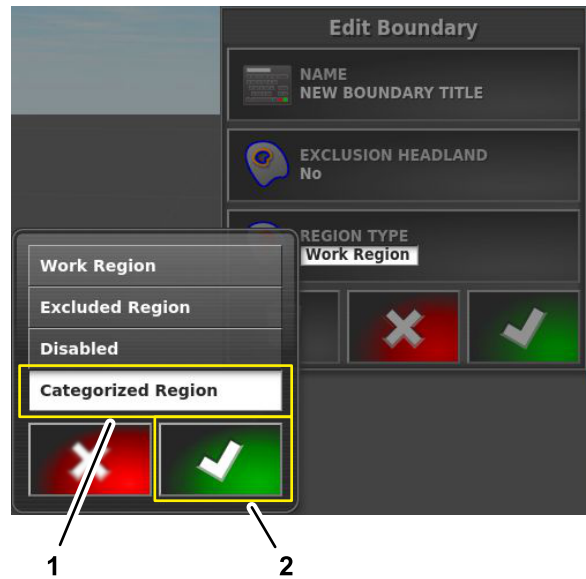 Edit Boundary
NAME
NEW BOUNDARY TITLE
EXCLUSION HEADLAND
No
REGION TYPE
Work Region
Work Region
Excluded Region
Disabled
Categorized Region
1
2